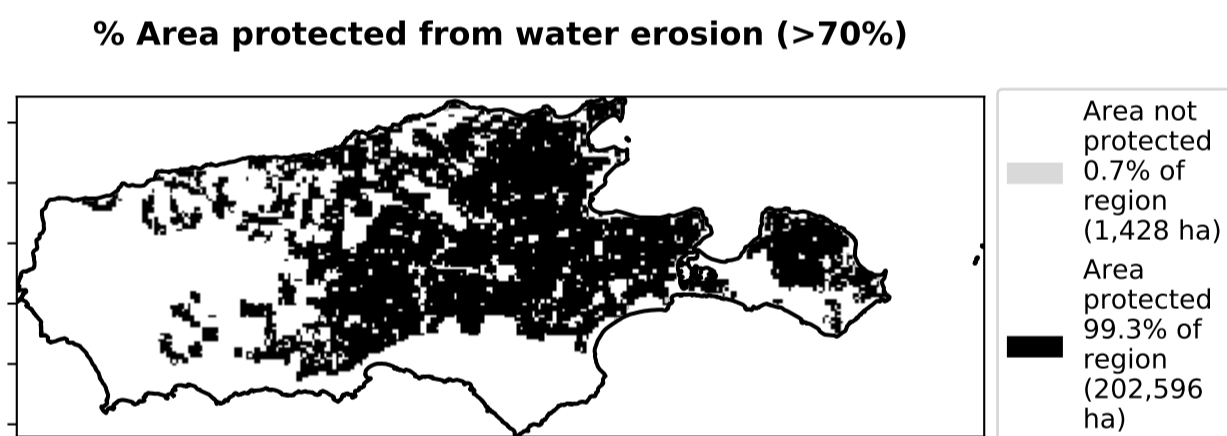 % Area protected from water erosion (>70%)
Area not
protected
0.7% of
region
(1,428 ha)
Area
protected
99.3% of
region
(202,596
ha)